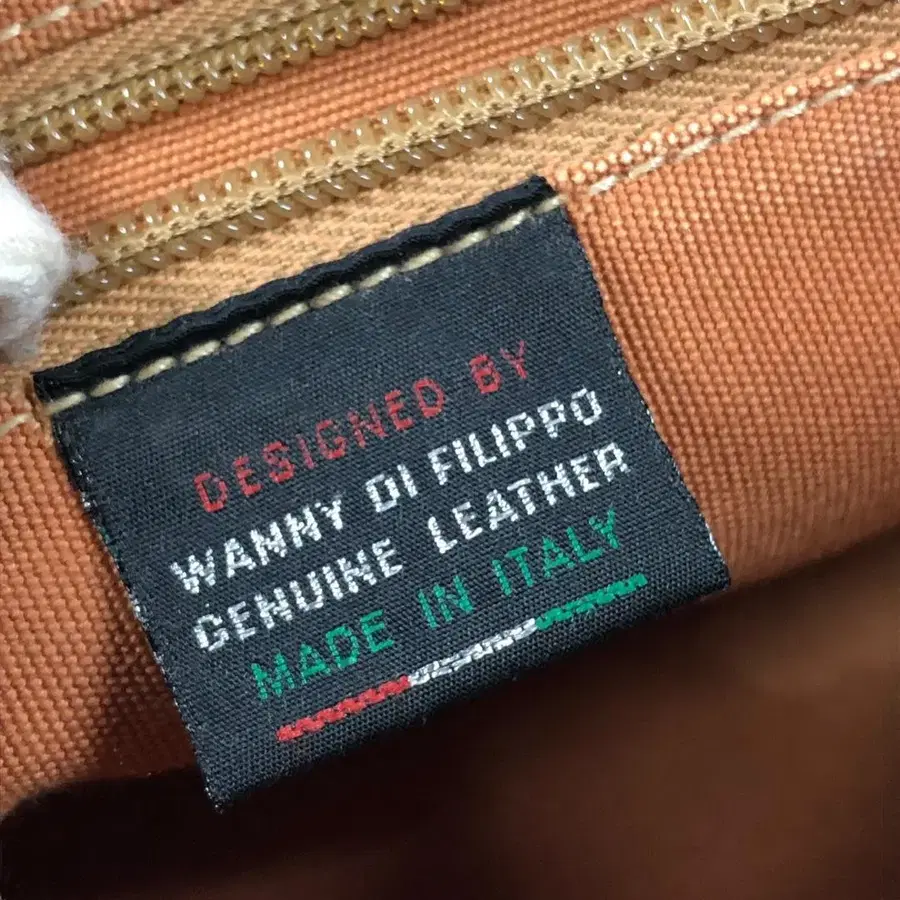 DESIGNED BY
WANNY DI FILIPPO
GENUINE LEATHER
MADE IN ITALY